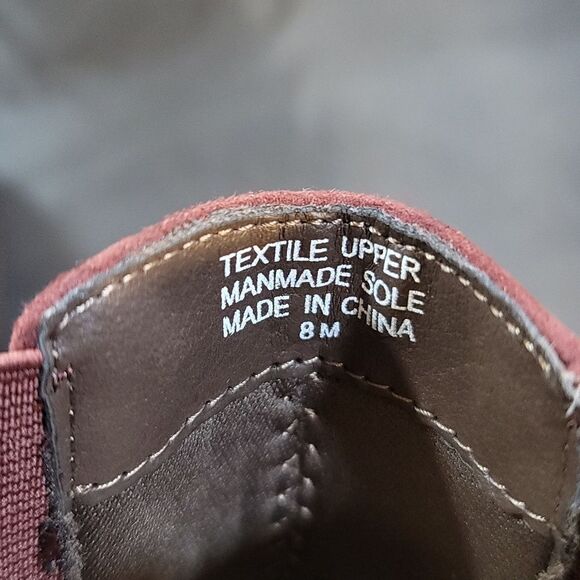 TEXTILE UPPER
MANMADE SOLE
MADE IN CHINA
8 M